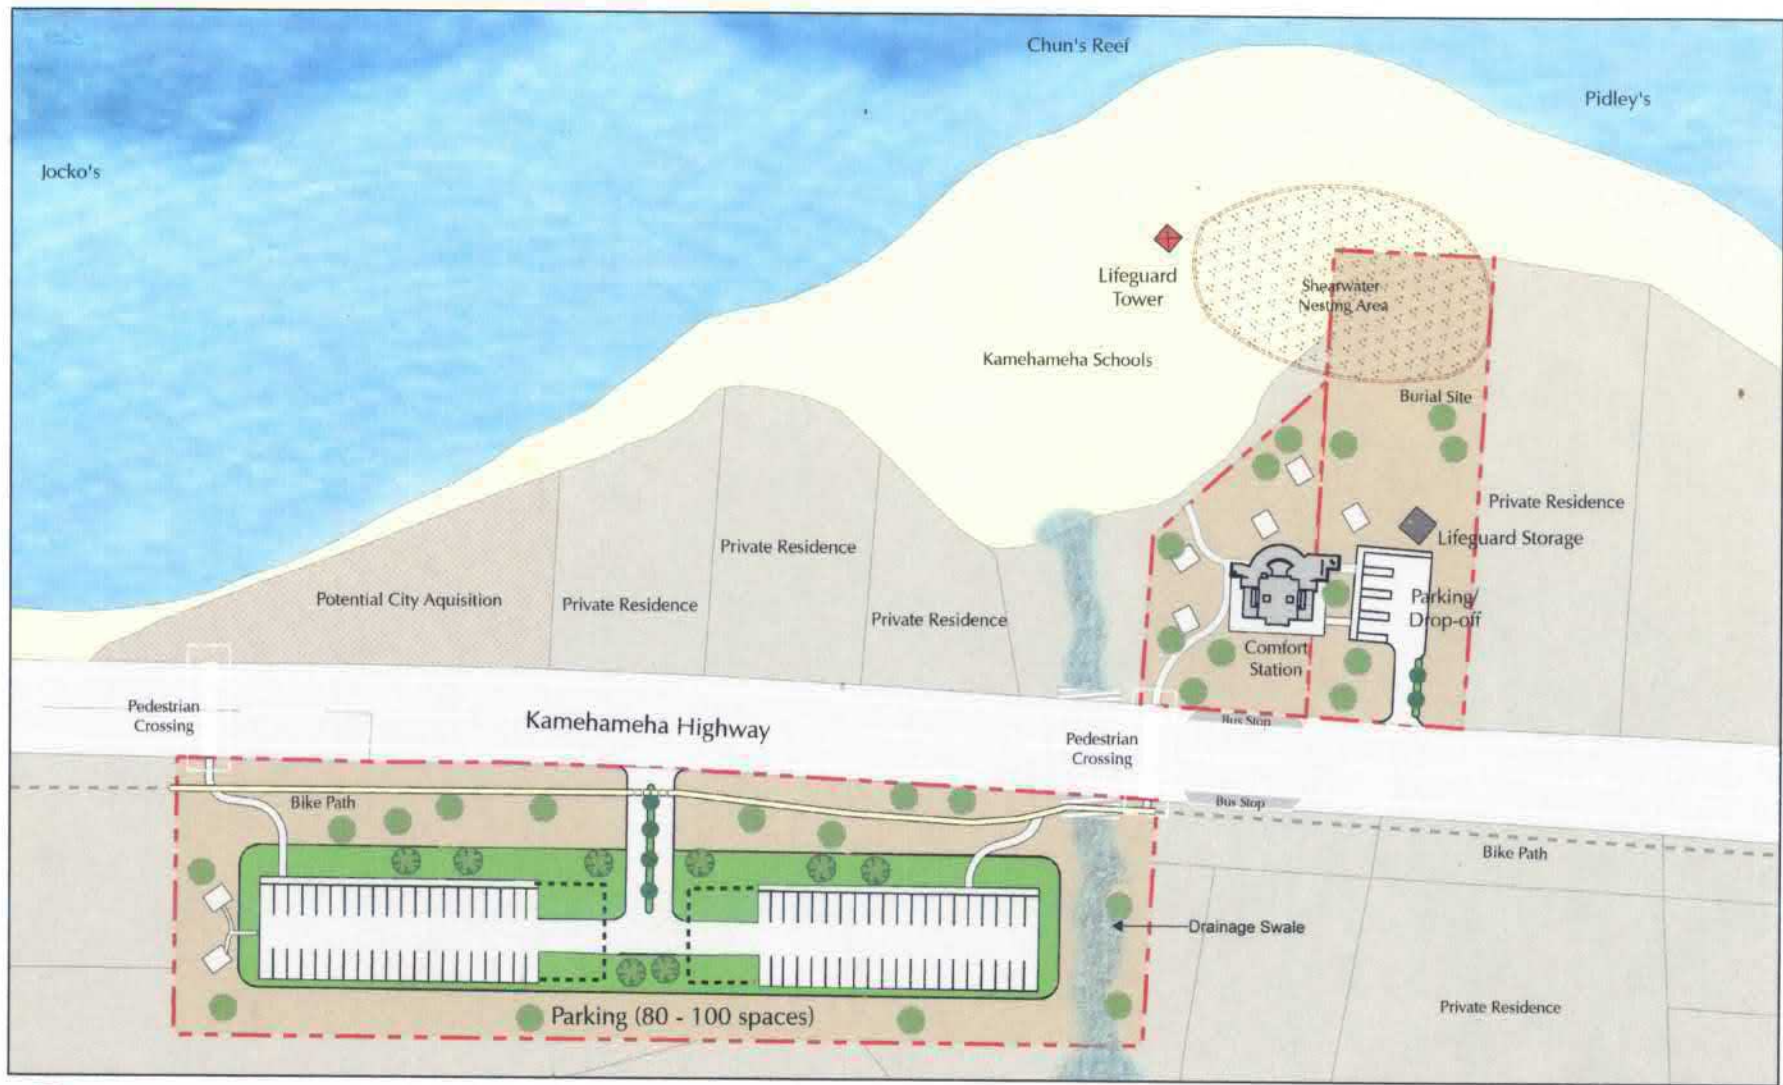 Chun's Reef
Pidley's
Jocko's
Lifeguard
Tower
Shearwater
Nesting Area
Kamehameha Schools
Burial Site
Private Residence
Lifeguard Storage
Private Residence
Potential City Aquisition
Private Residence
Private Residence
Parking/
Drop-off
Comfort
Station
Pedestrian
Crossing
Kamehameha Highway
Bus Stop
Pedestrian
Crossing
Bike Path
Bus Stop
Bike Path
Drainage Swale
Parking (80 - 100 spaces)
Private Residence